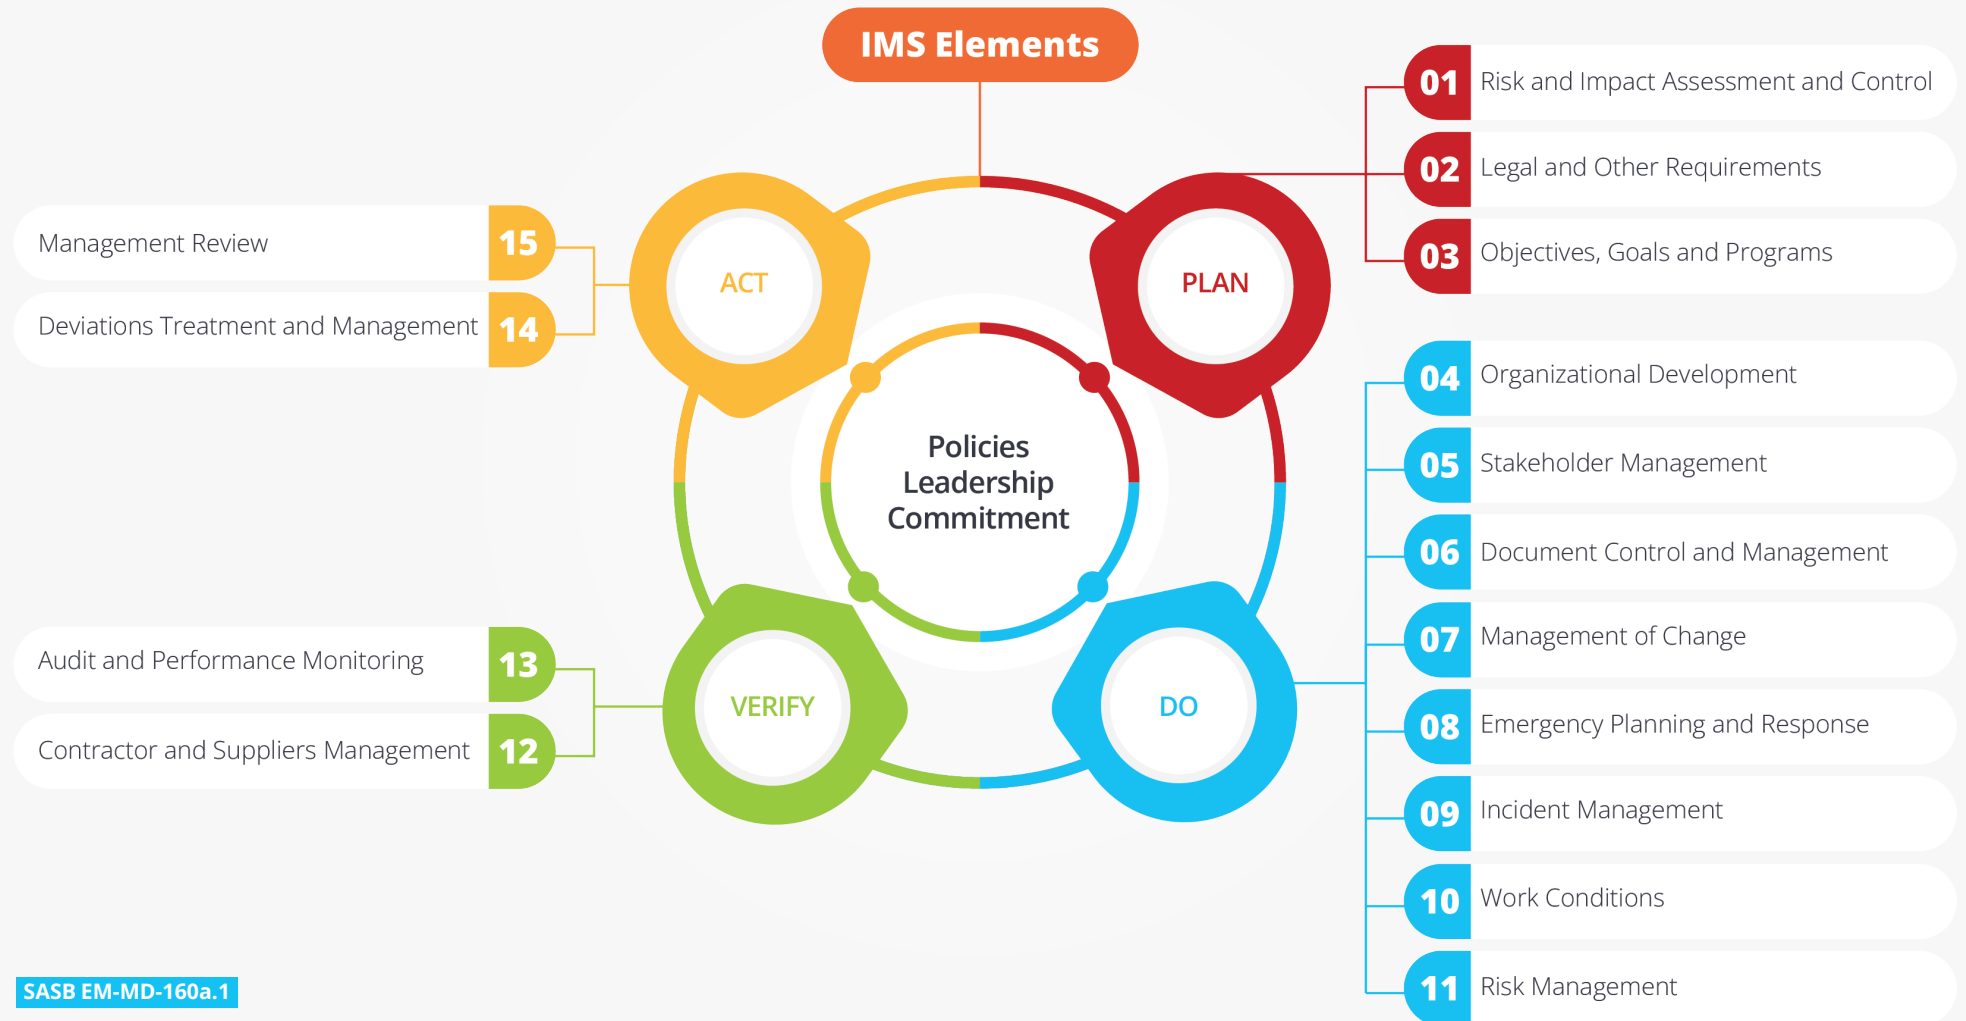 IMS Elements
01 Risk and Impact Assessment and Control
02 Legal and Other Requirements
03 Objectives, Goals and Programs
PLAN
04 Organizational Development
05 Stakeholder Management
06 Document Control and Management
07 Management of Change
08 Emergency Planning and Response
09 Incident Management
10 Work Conditions
11 Risk Management
DO
Policies
Leadership
Commitment
ACT
Management Review 15
Deviations Treatment and Management 14
VERIFY
Audit and Performance Monitoring 13
Contractor and Suppliers Management 12
SASB EM-MD-160a.1